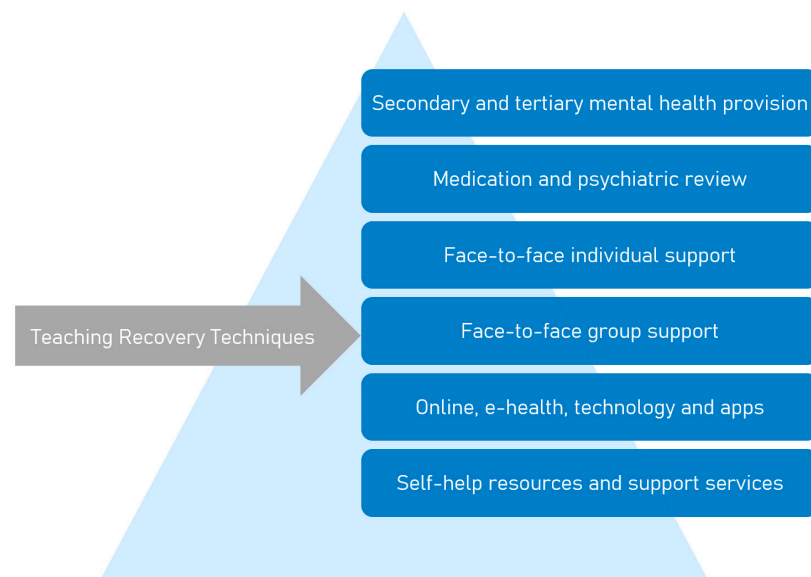 Secondary and tertiary mental health provision
Medication and psychiatric review
Face-to-face individual support
Teaching Recovery Techniques
Face-to-face group support
Online, e-health, technology and apps
Self-help resources and support services